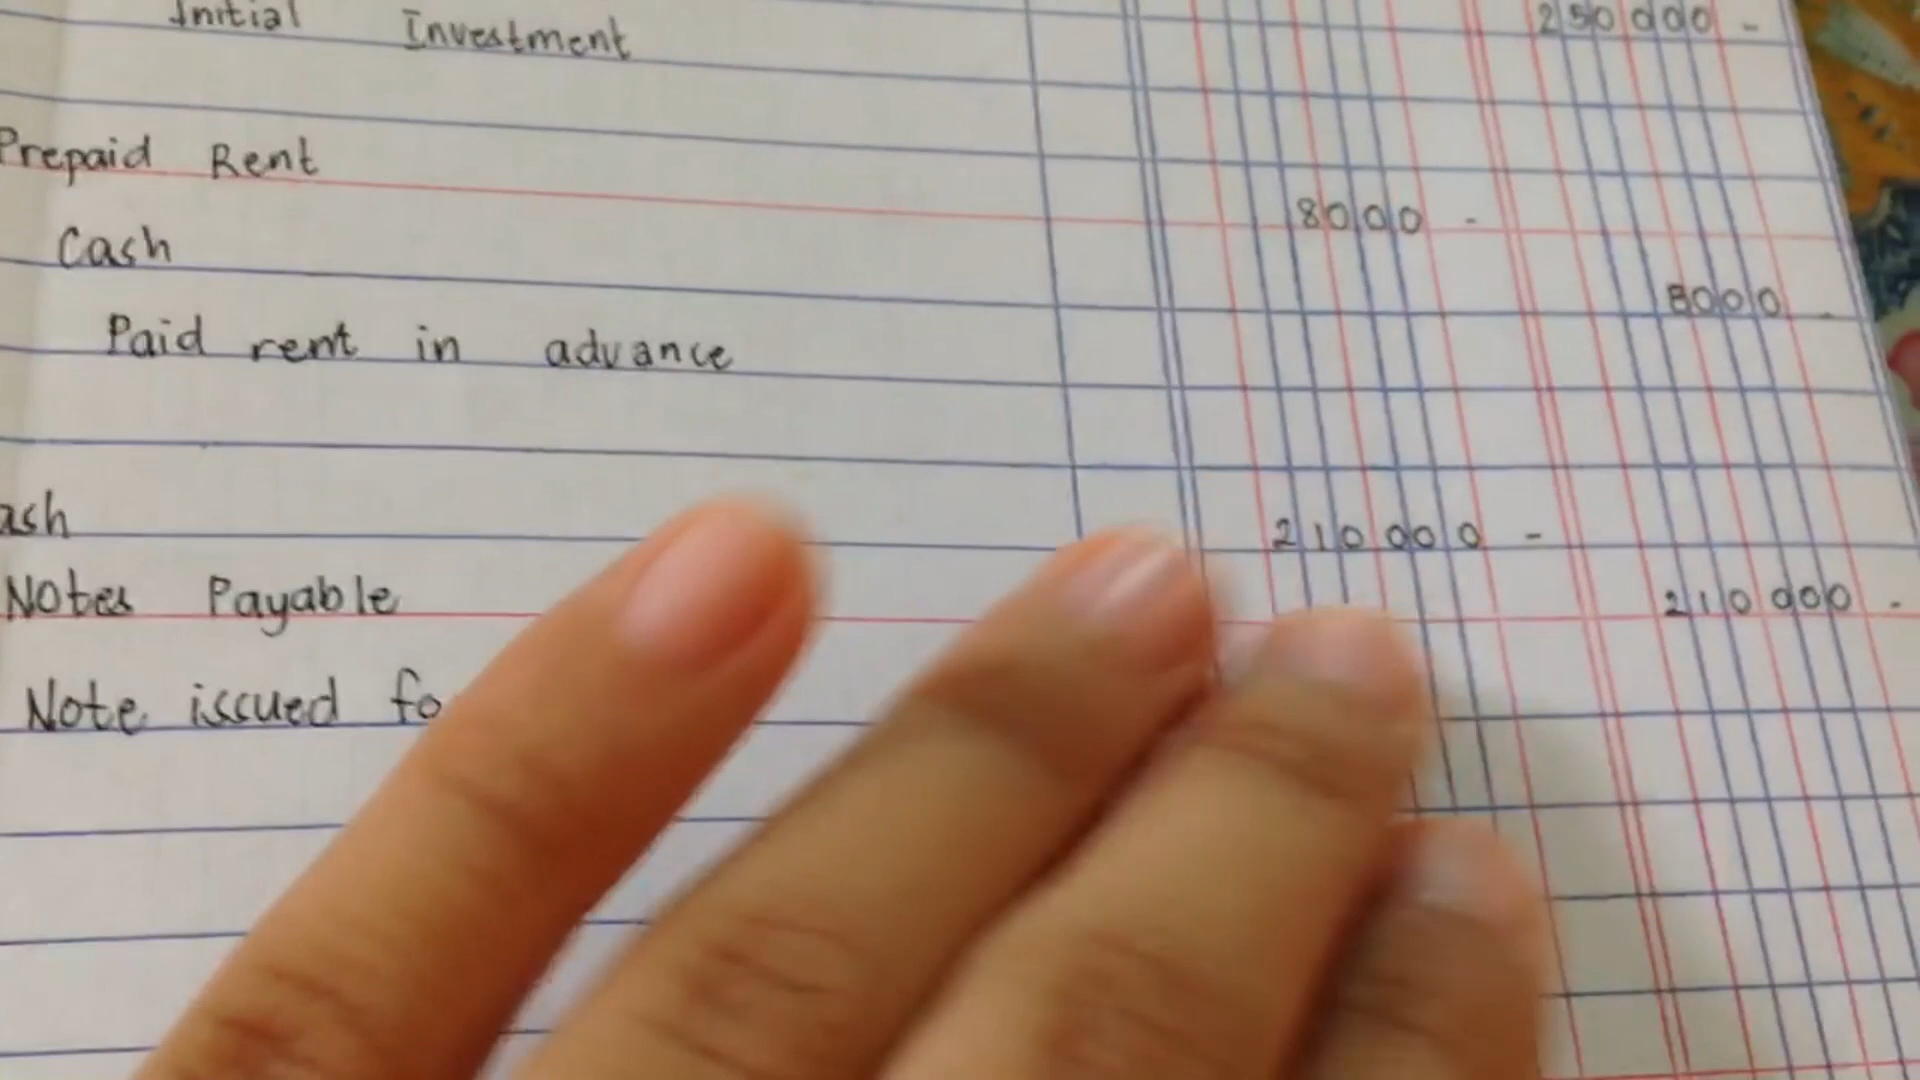 Initial Investment 250000 -
Prepaid Rent 8000 -
Cash 8000 -
Paid rent in advance
ash 210000 -
Notes Payable 210000 -
Note issued fo